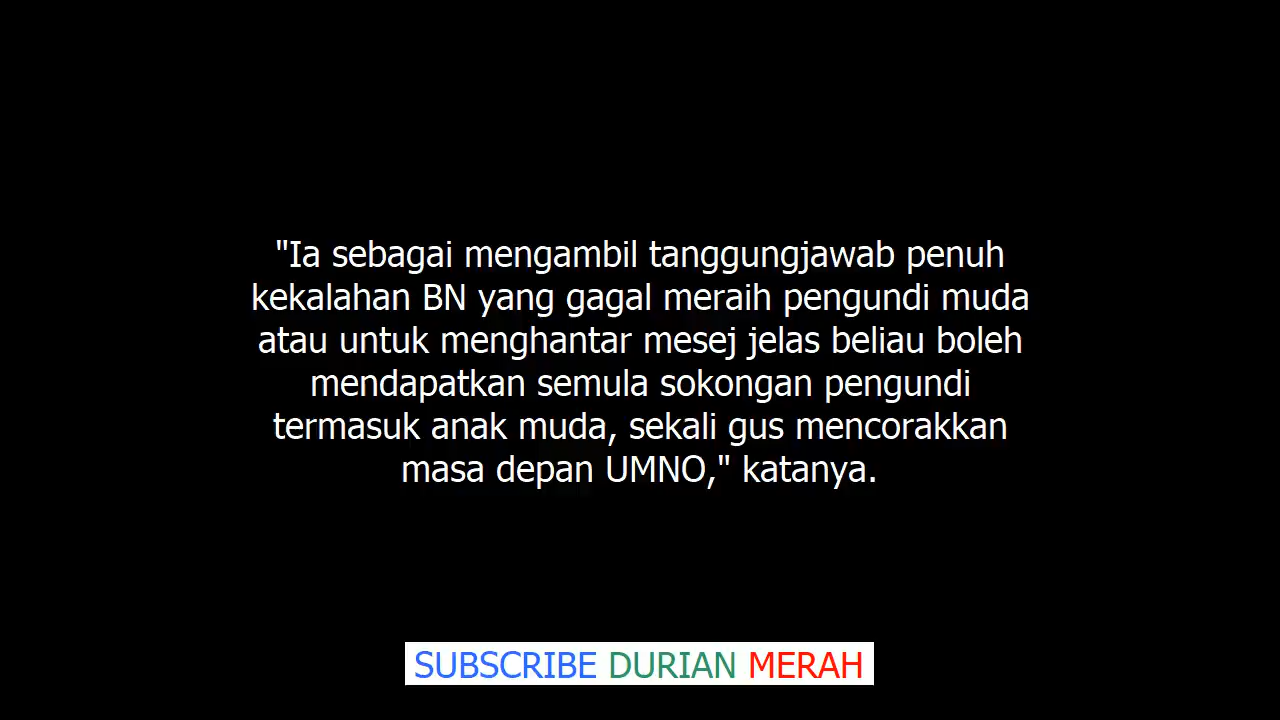 "Ia sebagai mengambil tanggungjawab penuh
kekalahan BN yang gagal meraih pengundi muda
atau untuk menghantar mesej jelas beliau boleh
mendapatkan semula sokongan pengundi
termasuk anak muda, sekali gus mencorakkan
masa depan UMNO," katanya.
SUBSCRIBE DURIAN MERAH